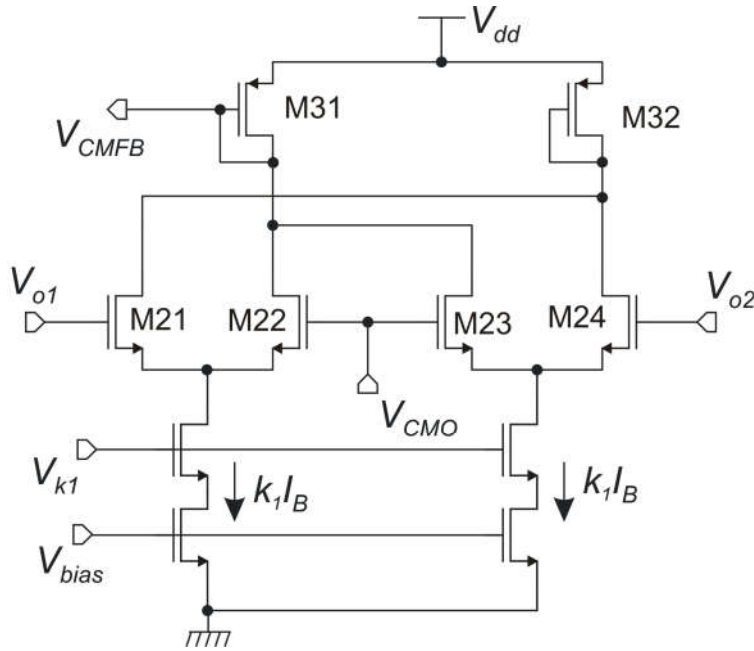 V_dd
M31
M32
V_CMFB
V_o1
M21
M22
M23
M24
V_o2
V_CMO
V_k1
k_1I_B
k_1I_B
V_bias